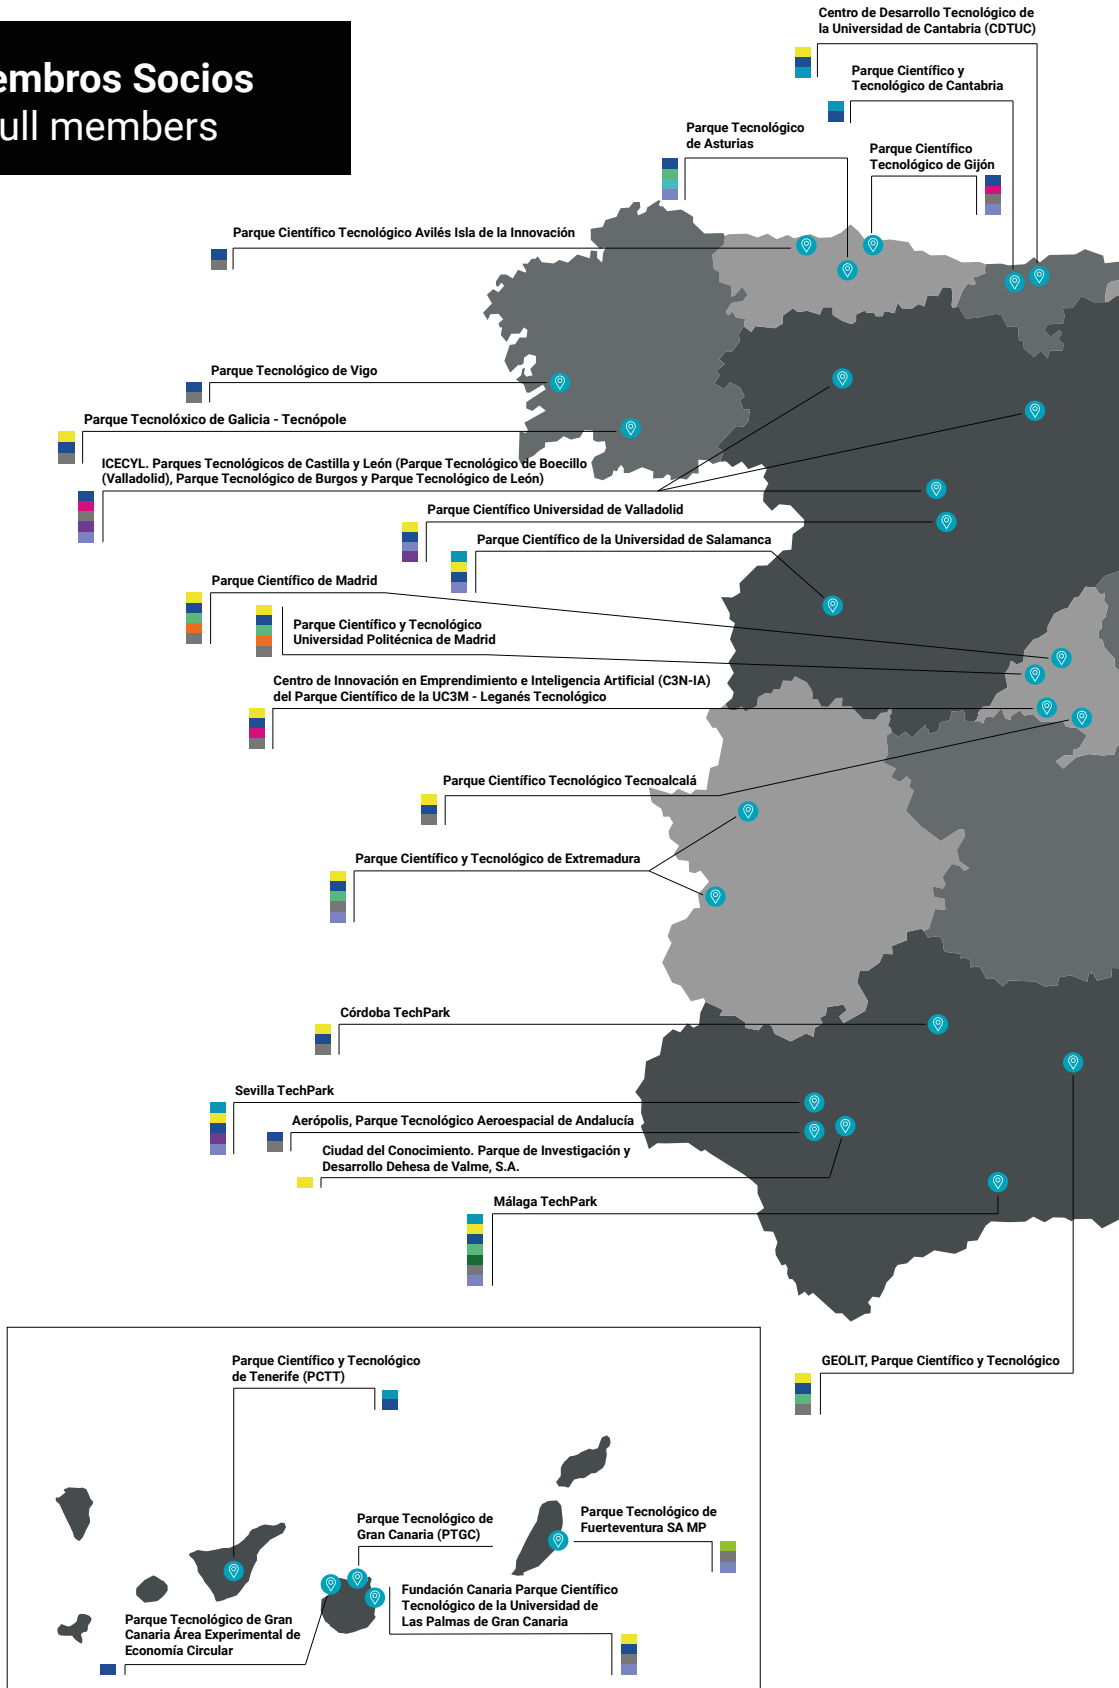 Centro de Desarrollo Tecnológico de
la Universidad de Cantabria (CDTUC)
embros Socios
ull members
Parque Científico y
Tecnológico de Cantabria
Parque Tecnológico
de Asturias
Parque Científico
Tecnológico de Gijón
Parque Científico Tecnológico Avilés Isla de la Innovación
Parque Tecnológico de Vigo
Parque Tecnolóxico de Galicia - Tecnópole
ICECYL. Parques Tecnológicos de Castilla y León (Parque Tecnológico de Boecillo
(Valladolid), Parque Tecnológico de Burgos y Parque Tecnológico de León)
Parque Científico Universidad de Valladolid
Parque Científico de la Universidad de Salamanca
Parque Científico de Madrid
Parque Científico y Tecnológico
Universidad Politécnica de Madrid
Centro de Innovación en Emprendimiento e Inteligencia Artificial (C3N-IA)
del Parque Científico de la UC3M - Leganés Tecnológico
Parque Científico Tecnológico Tecnoalcalá
Parque Científico y Tecnológico de Extremadura
Córdoba TechPark
Sevilla TechPark
Aerópolis, Parque Tecnológico Aeroespacial de Andalucía
Ciudad del Conocimiento. Parque de Investigación y
Desarrollo Dehesa de Valme, S.A.
Málaga TechPark
GEOLIT, Parque Científico y Tecnológico
Parque Científico y Tecnológico
de Tenerife (PCTT)
Parque Tecnológico de
Gran Canaria (PTGC)
Parque Tecnológico de
Fuerteventura SA MP
Fundación Canaria Parque Científico
Tecnológico de la Universidad de
Las Palmas de Gran Canaria
Parque Tecnológico de Gran
Canaria Área Experimental de
Economía Circular